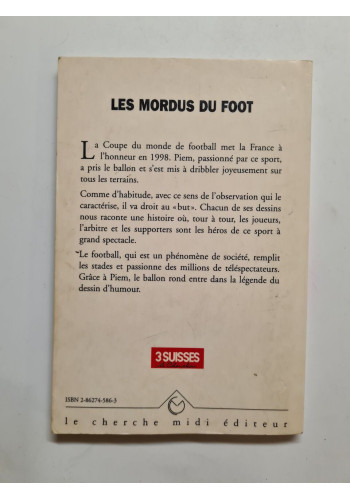 LES MORDUS DU FOOT
La Coupe du monde de football met la France à
l'honneur en 1998. Piem, passionné par ce sport,
a pris le ballon et s'est mis à dribbler joyeusement sur
tous les terrains.
Comme d'habitude, avec ce sens de l'observation qui le
caractérise, il va droit au «but». Chacun de ses dessins
nous raconte une histoire où, tour à tour, les joueurs,
l'arbitre et les supporters sont les héros de ce sport à
grand spectacle.
Le football, qui est un phénomène de société, remplit
les stades et passionne des millions de téléspectateurs.
Grâce à Piem, le ballon rond entre dans la légende du
dessin d'humour.
3 SUISSES
ISBN 2-86274-586-3
le cherche midi éditeur